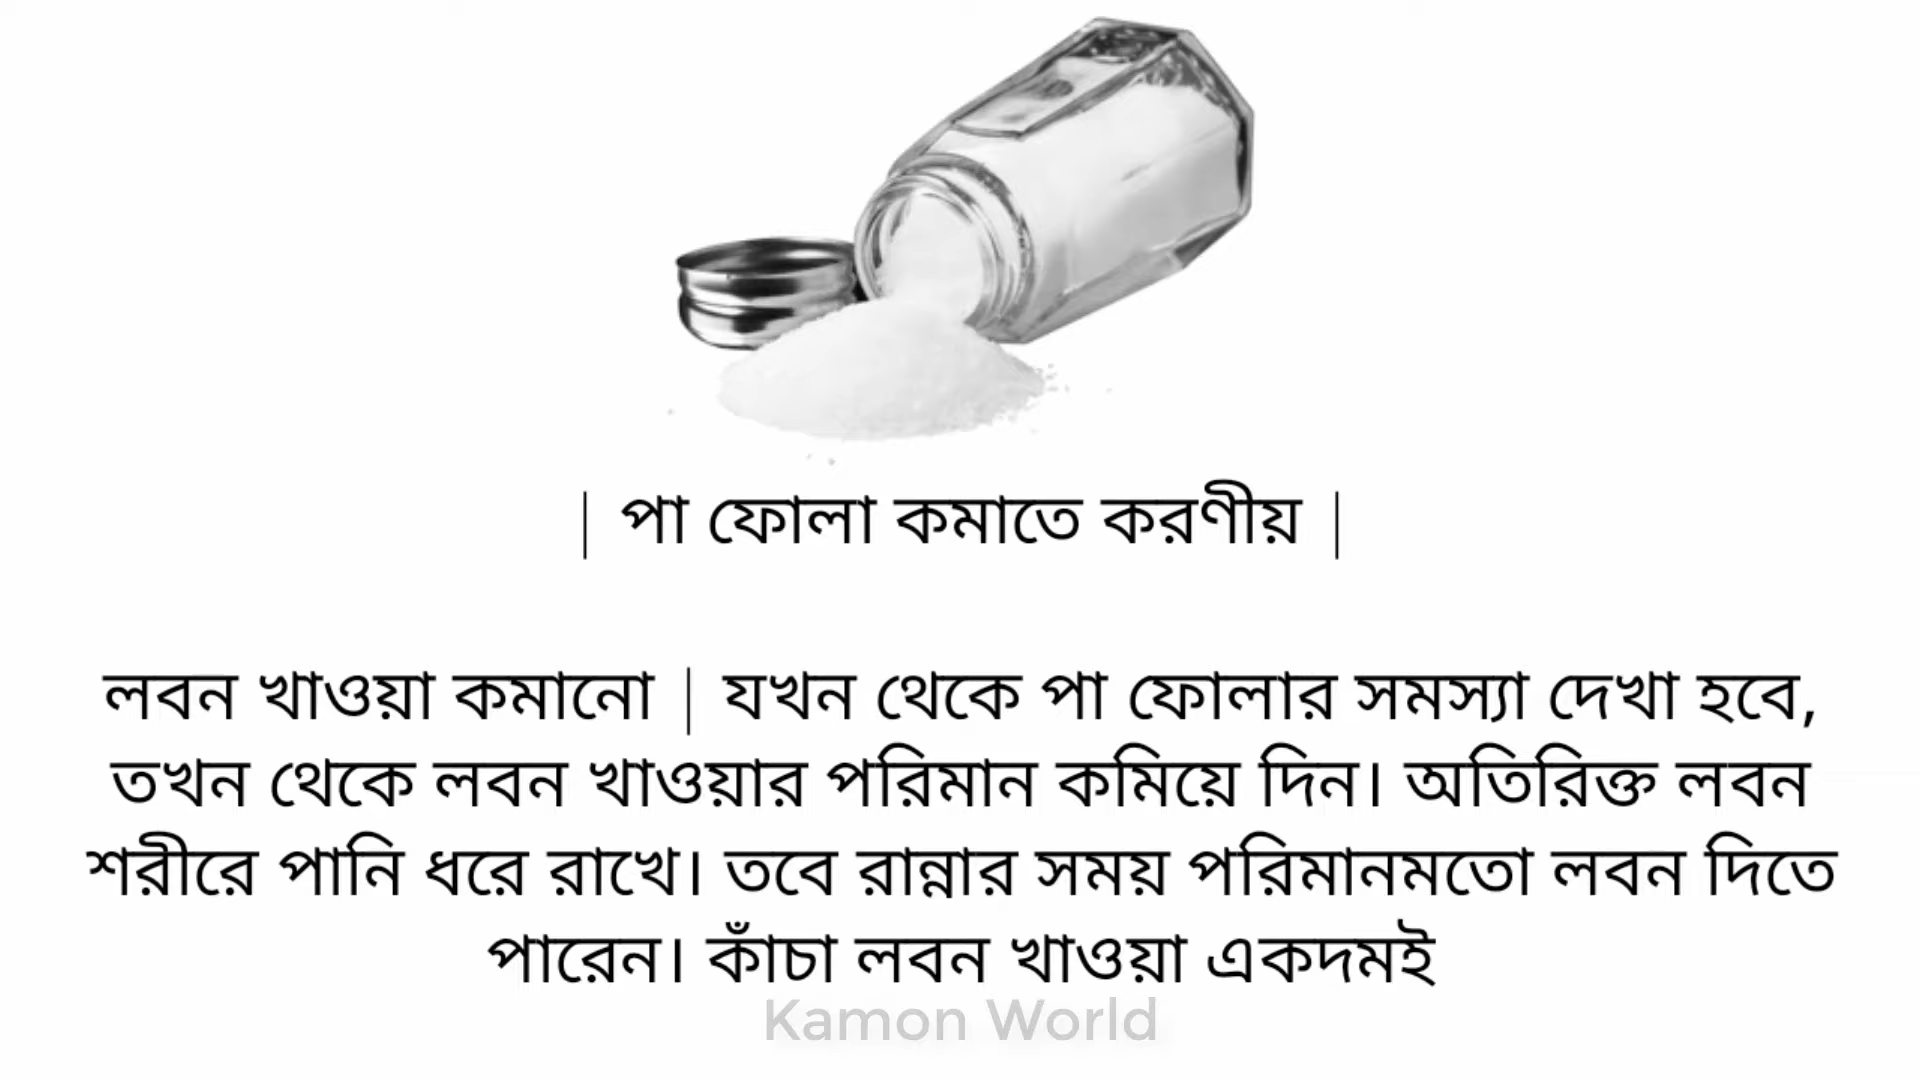 | পা ফোলা কমাতে করণীয় |
লবন খাওয়া কমানো | যখন থেকে পা ফোলার সমস্যা দেখা হবে,
তখন থেকে লবন খাওয়ার পরিমান কমিয়ে দিন। অতিরিক্ত লবন
শরীরে পানি ধরে রাখে। তবে রান্নার সময় পরিমানমতো লবন দিতে
পারেন। কাঁচা লবন খাওয়া একদমই
Kamon World